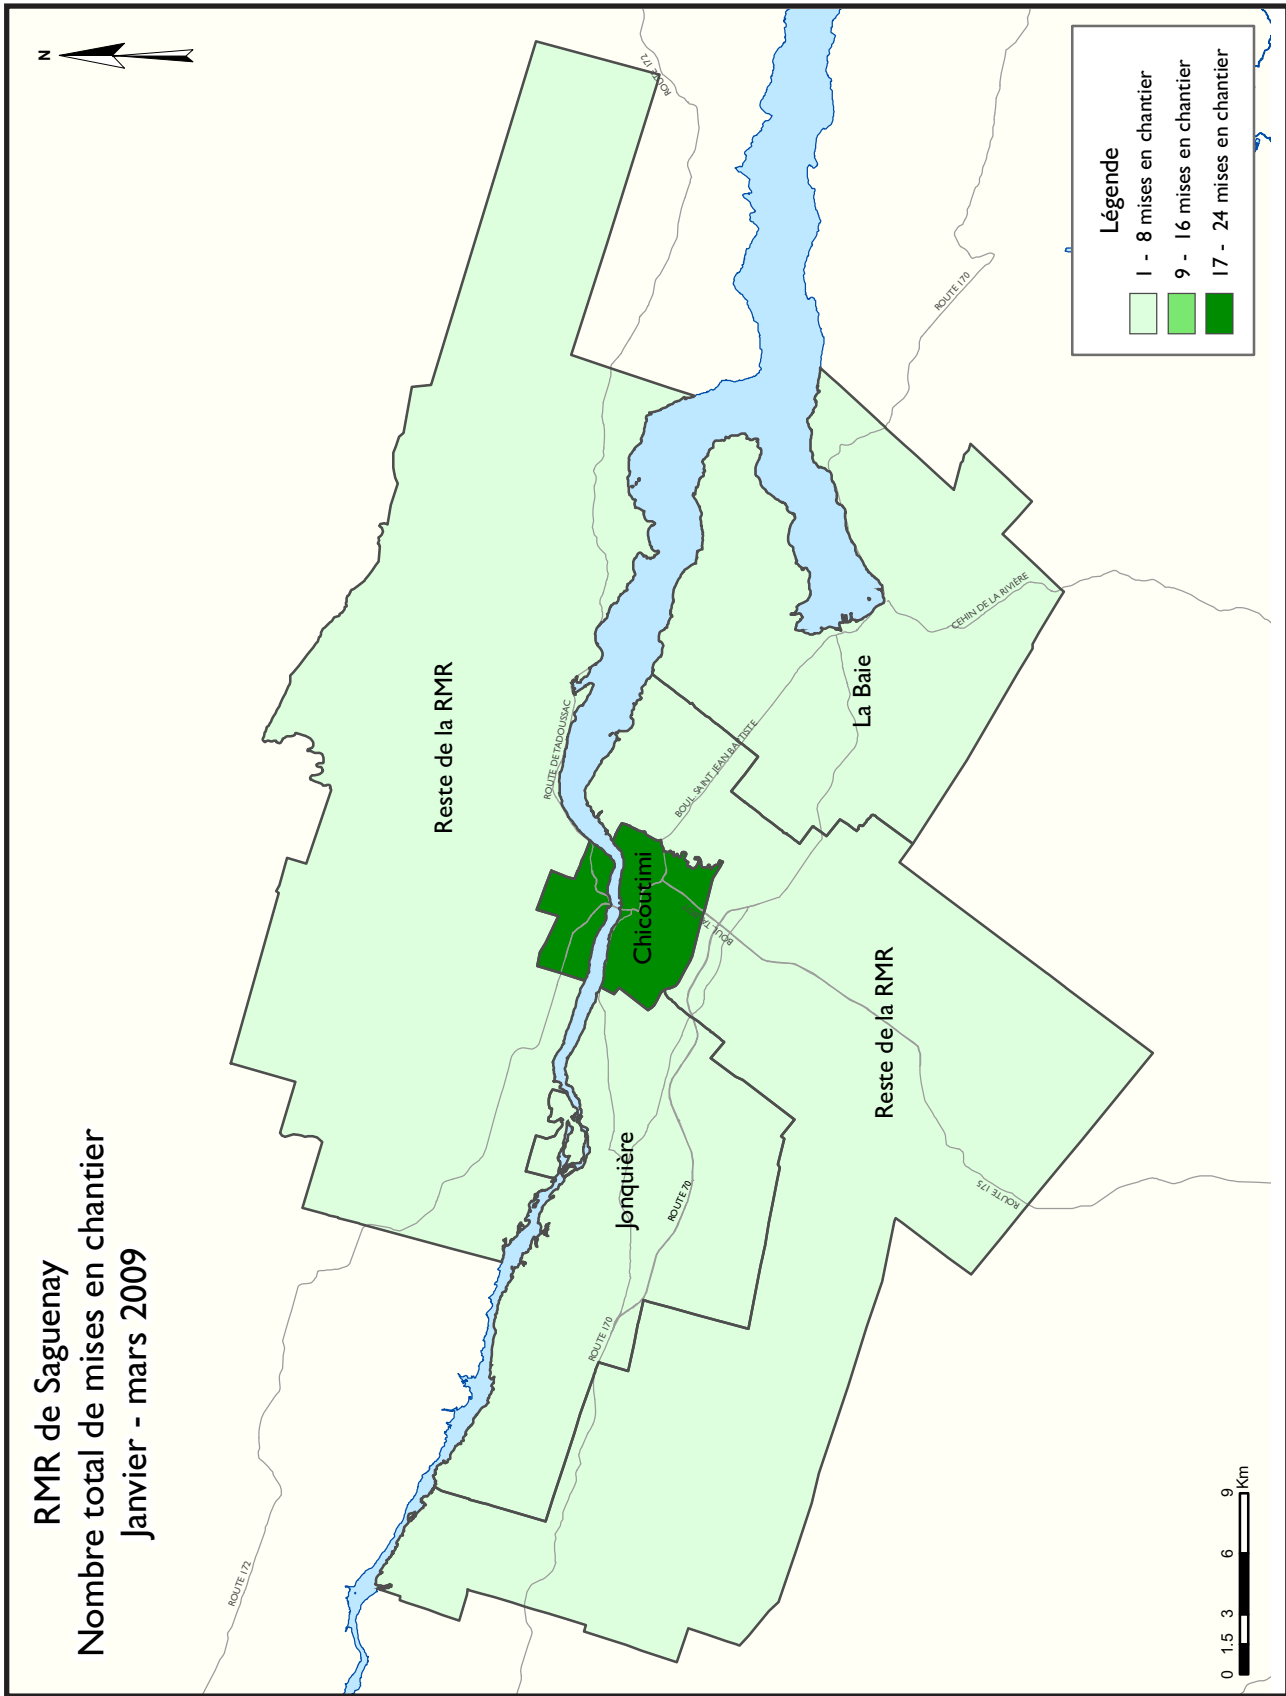 RMR de Saguenay
Nombre total de mises en chantier
Janvier - mars 2009
N
ROUTE 172
ROUTE 172
Reste de la RMR
ROUTE DE TADOUSSAC
Chicoutimi
BOUL. SAINT JEAN BAPTISTE
Jonquière
ROUTE 70
ROUTE 170
La Baie
CEHIN DE LA RIVIÈRE
ROUTE 170
Reste de la RMR
ROUTE 175
Légende
1 - 8 mises en chantier
9 - 16 mises en chantier
17 - 24 mises en chantier
0 1.5 3 6 9
Km